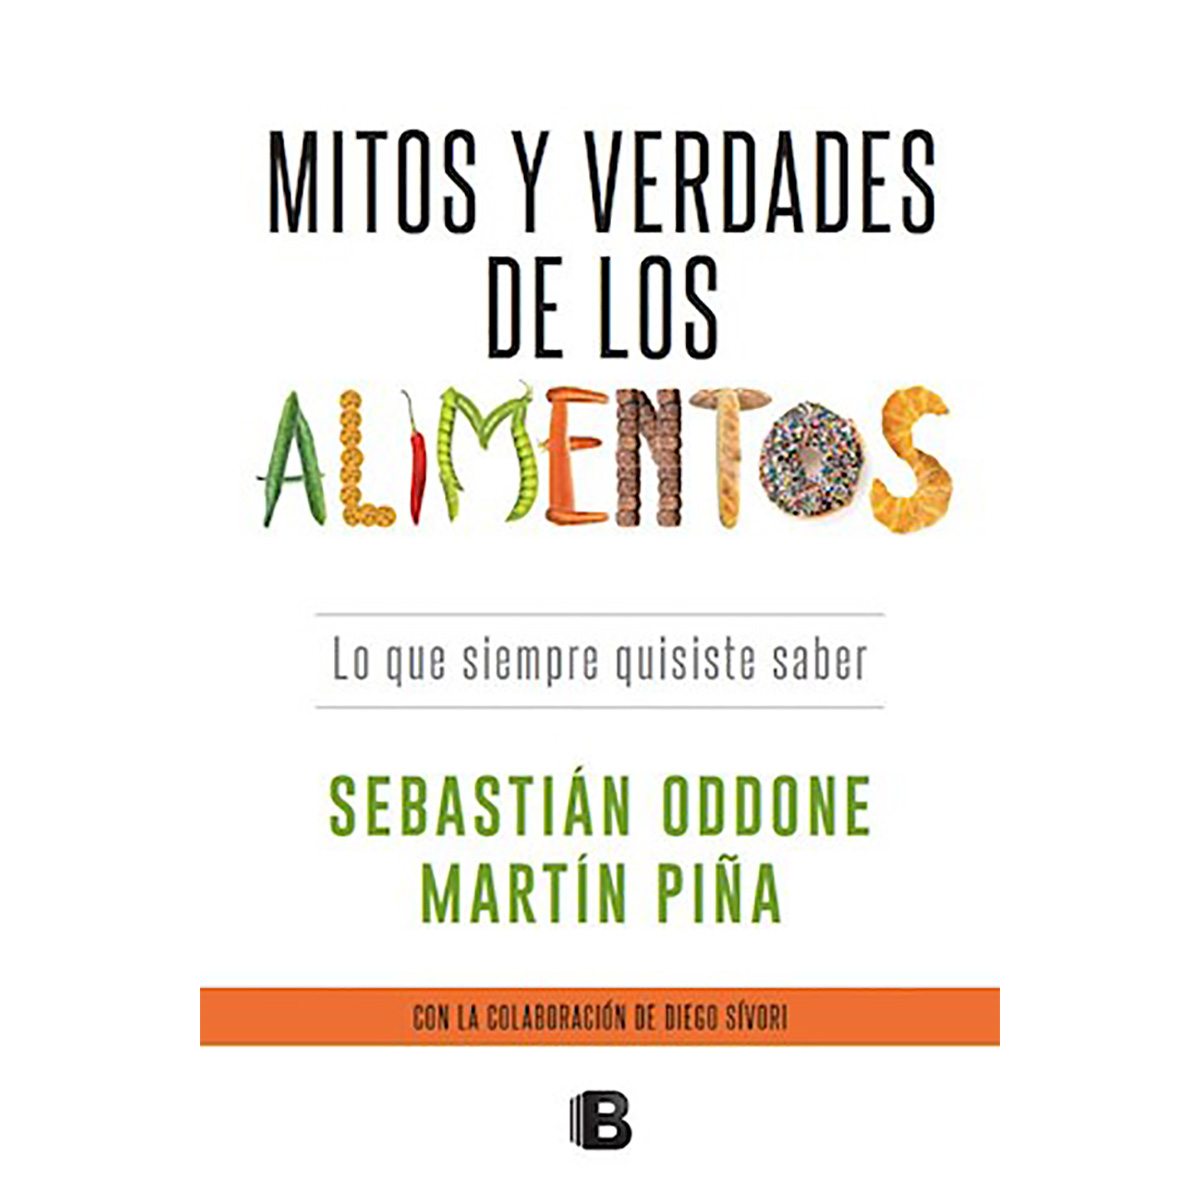 MITOS Y VERDADES
DE LOS
ALIMENTOS
Lo que siempre quisiste saber
SEBASTIÁN ODDONE
MARTÍN PIÑA
CON LA COLABORACIÓN DE DIEGO SÍVORI
B